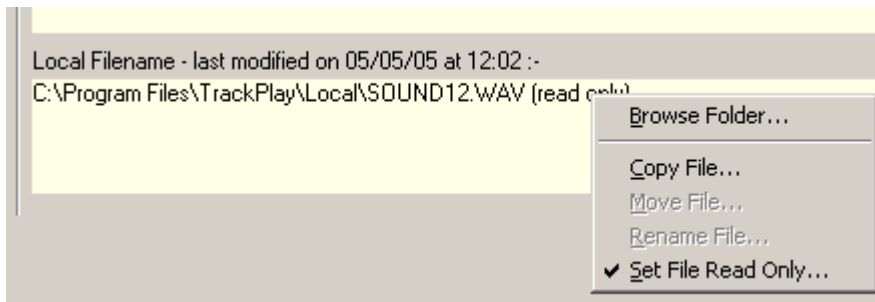 Local Filename - last modified on 05/05/05 at 12:02 :-
C:\Program Files\TrackPlay\Local\SOUND12.WAV (read only)
Browse Folder...
Copy File...
Move File...
Rename File...
Set File Read Only...